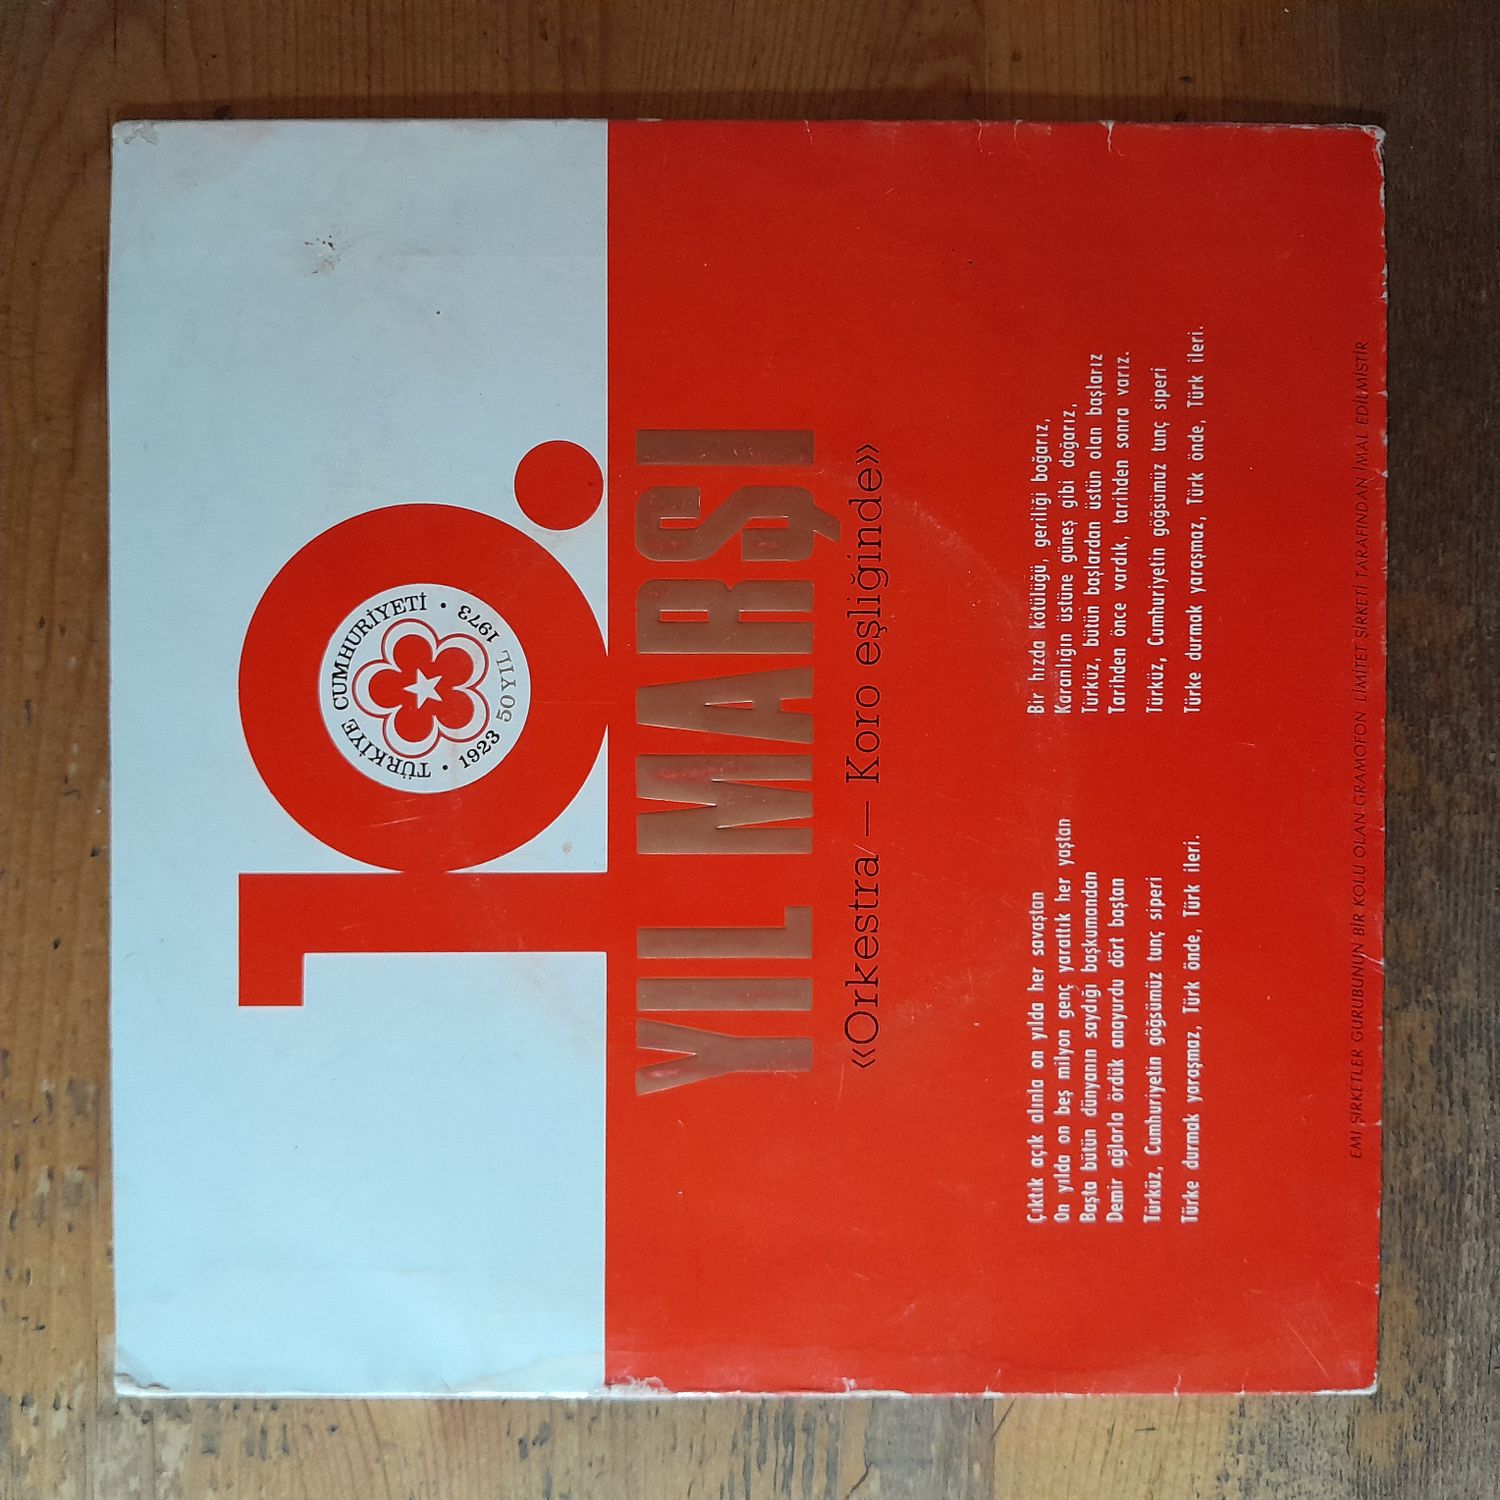 10.
TÜRKİYE CUMHURİYETİ
1923 50 YIL 1973
YIL MARŞI
«Orkestra — Koro eşliğinde»
Çıktık açık alınla on yılda her savaştan
On yılda on beş milyon genç yarattık her yaştan
Başta bütün dünyanın saydığı başkumandan
Demir ağlarla ördük anayurdu dört baştan
Türküz, Cumhuriyetin göğsümüz tunç siperi
Türke durmak yaraşmaz, Türk önde, Türk ileri.
Bir hızda kötülüğü, geriliği boğarız,
Karanlığın üstüne güneş gibi doğarız,
Türküz, bütün başlardan üstün olan başlarız
Tarihden önce vardık, tarihden sonra varız.
Türküz, Cumhuriyetin göğsümüz tunç siperi
Türke durmak yaraşmaz, Türk önde, Türk ileri.
EMI ŞİRKETLER GURUBUNUN BİR KOLU OLAN GRAMOFON LİMİTET ŞİRKETİ TARAFINDAN İMAL EDİLMİŞTİR